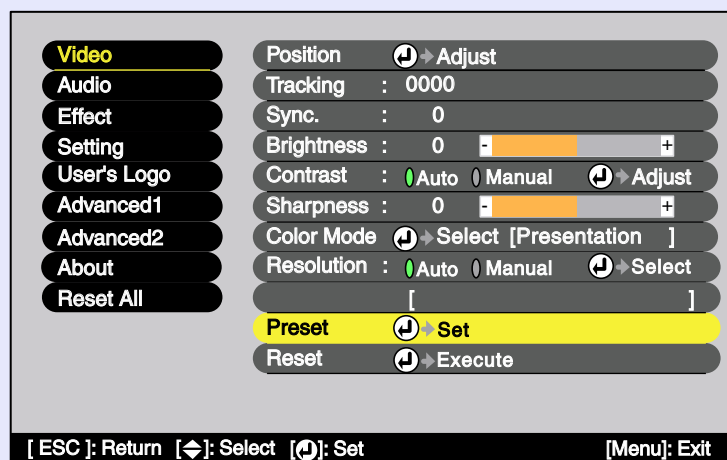 Video
Audio
Effect
Setting
User's Logo
Advanced1
Advanced2
About
Reset All
Position Adjust
Tracking : 0000
Sync. : 0
Brightness : 0 - +
Contrast : Auto Manual Adjust
Sharpness : 0 - +
Color Mode Select [Presentation ]
Resolution : Auto Manual Select
[ ]
Preset Set
Reset Execute
[ ESC ]: Return [ ]: Select [ ]: Set [Menu]: Exit